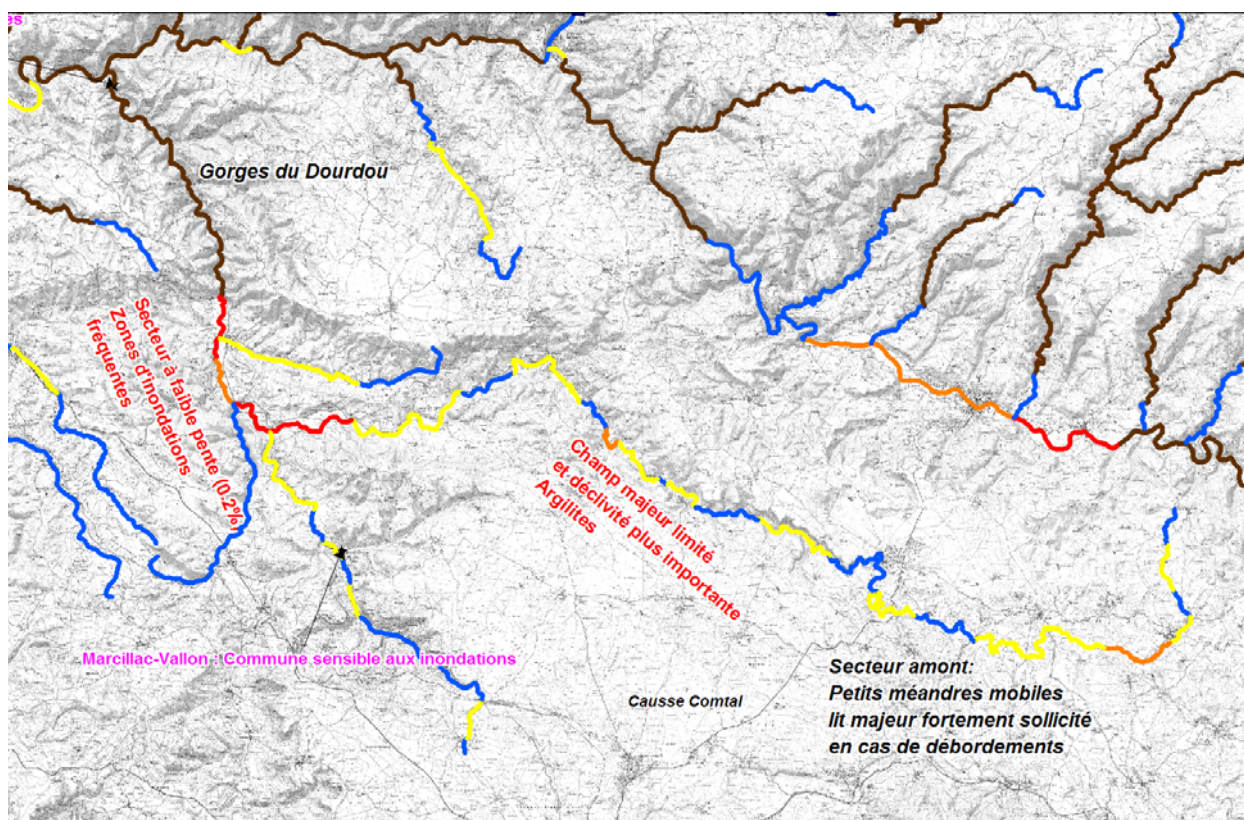 es
Gorges du Dourdou
Secteur à faible pente (0.2%)
Zones d'inondations
fréquentes
Champ majeur limité
et déclivité plus importante
Argilites
Marcillac-Vallon : Commune sensible aux inondations
Causse Comtal
Secteur amont:
Petits méandres mobiles
lit majeur fortement sollicité
en cas de débordements